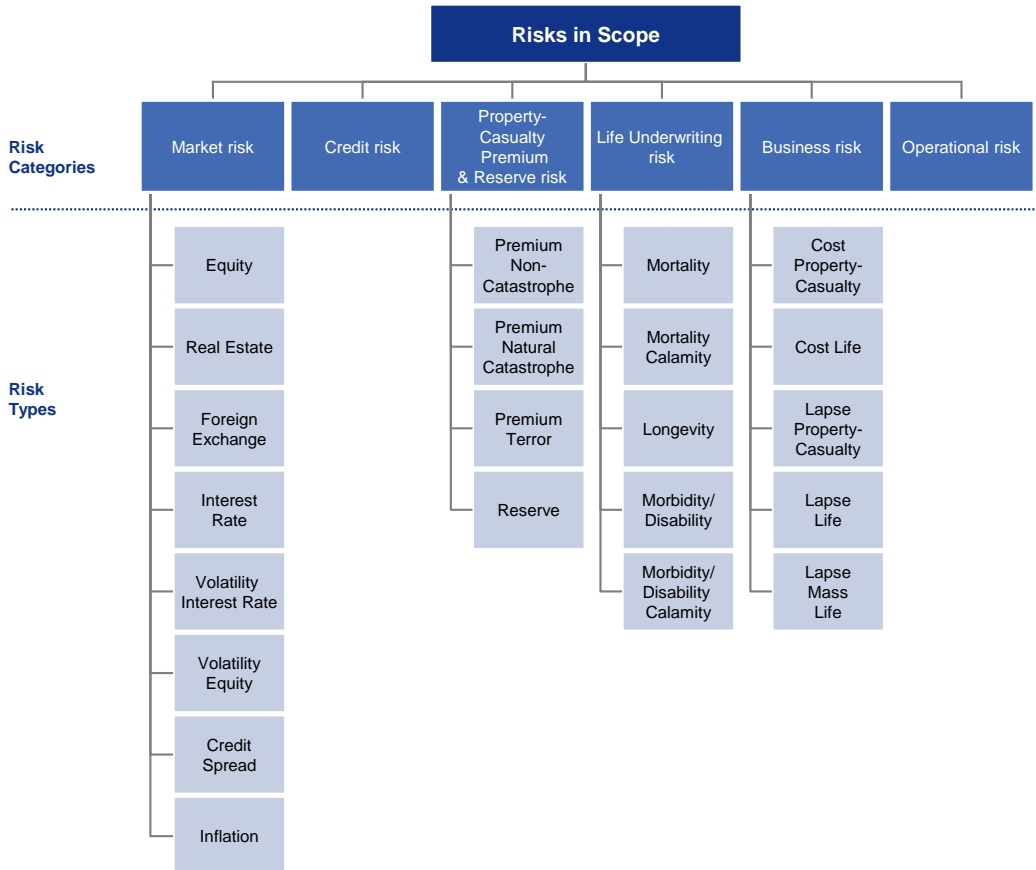 Risks in Scope
Risk
Categories
Market risk
Credit risk
Property-
Casualty
Premium
& Reserve risk
Life Underwriting
risk
Business risk
Operational risk
Risk
Types
Equity
Real Estate
Foreign
Exchange
Interest
Rate
Volatility
Interest Rate
Volatility
Equity
Credit
Spread
Inflation
Premium
Non-
Catastrophe
Premium
Natural
Catastrophe
Premium
Terror
Reserve
Mortality
Mortality
Calamity
Longevity
Morbidity/
Disability
Morbidity/
Disability
Calamity
Cost
Property-
Casualty
Cost Life
Lapse
Property-
Casualty
Lapse
Life
Lapse
Mass
Life